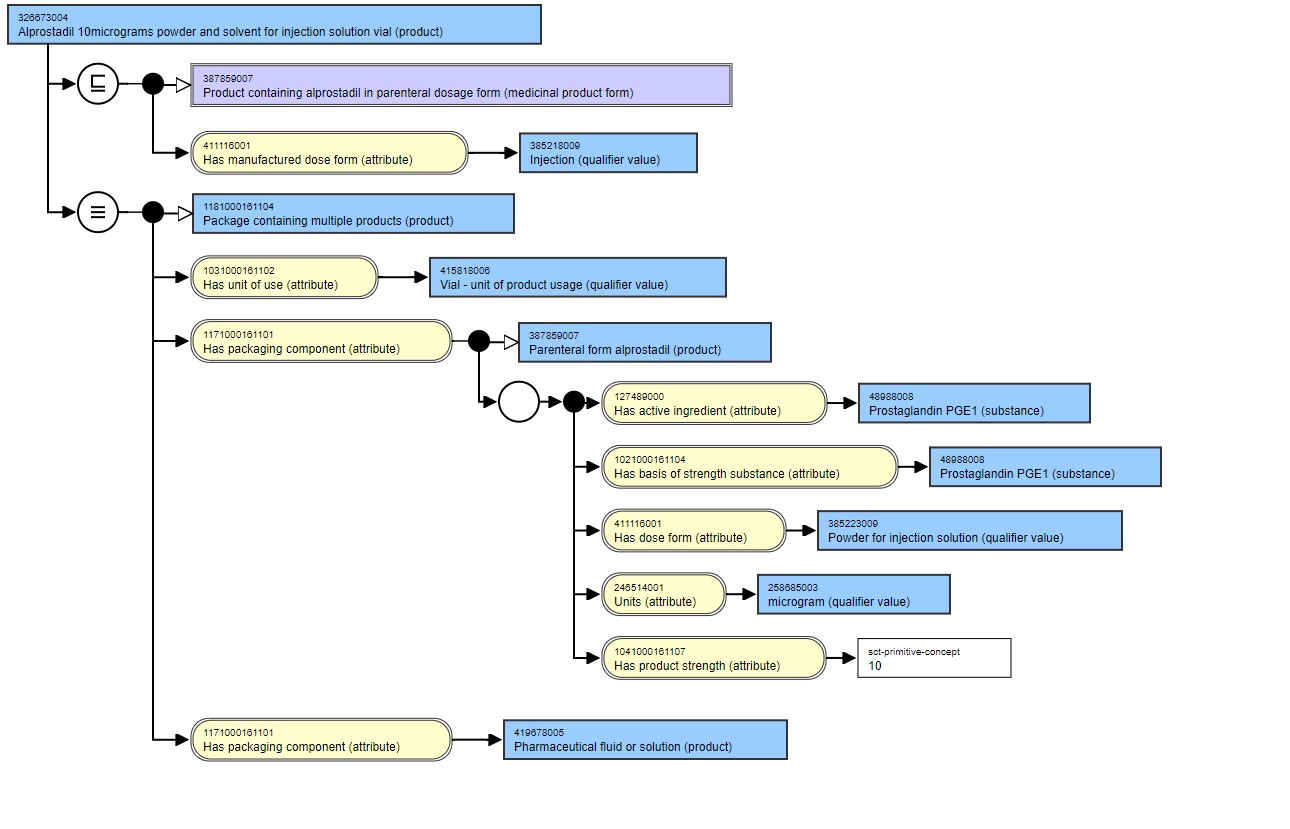 326673004
Alprostadil 10micrograms powder and solvent for injection solution vial (product)
387859007
Product containing alprostadil in parenteral dosage form (medicinal product form)
411116001
Has manufactured dose form (attribute)
385218009
Injection (qualifier value)
1181000161104
Package containing multiple products (product)
1031000161102
Has unit of use (attribute)
415818006
Vial - unit of product usage (qualifier value)
1171000161101
Has packaging component (attribute)
387859007
Parenteral form alprostadil (product)
127489000
Has active ingredient (attribute)
48988008
Prostaglandin PGE1 (substance)
1021000161104
Has basis of strength substance (attribute)
48988008
Prostaglandin PGE1 (substance)
411116001
Has dose form (attribute)
385223009
Powder for injection solution (qualifier value)
246514001
Units (attribute)
258685003
microgram (qualifier value)
1041000161107
Has product strength (attribute)
sct-primitive-concept
10
1171000161101
Has packaging component (attribute)
419678005
Pharmaceutical fluid or solution (product)